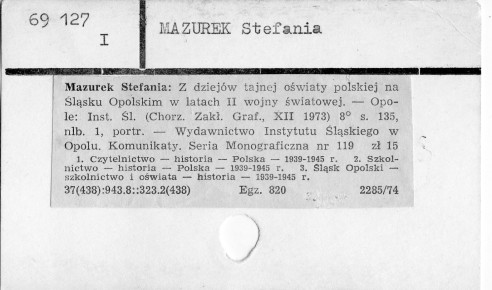 69 127
I
MAZUREK Stefania
Mazurek Stefania: Z dziejów tajnej oświaty polskiej na
Śląsku Opolskim w latach II wojny światowej. — Opo-
le: Inst. Śl. (Chorz. Zakł. Graf., XII 1973) 8° s. 135,
nlb. 1, portr. — Wydawnictwo Instytutu Śląskiego w
Opolu. Komunikaty. Seria Monograficzna nr 119 zł 15
1. Czytelnictwo — historia — Polska — 1939-1945 r. 2. Szkol-
nictwo — historia — Polska — 1939-1945 r. 3, Śląsk Opolski —
szkolnictwo i oświata — historia — 1939-1945 r.
37(438):943.8::323.2(438) Egz. 820 2285/74